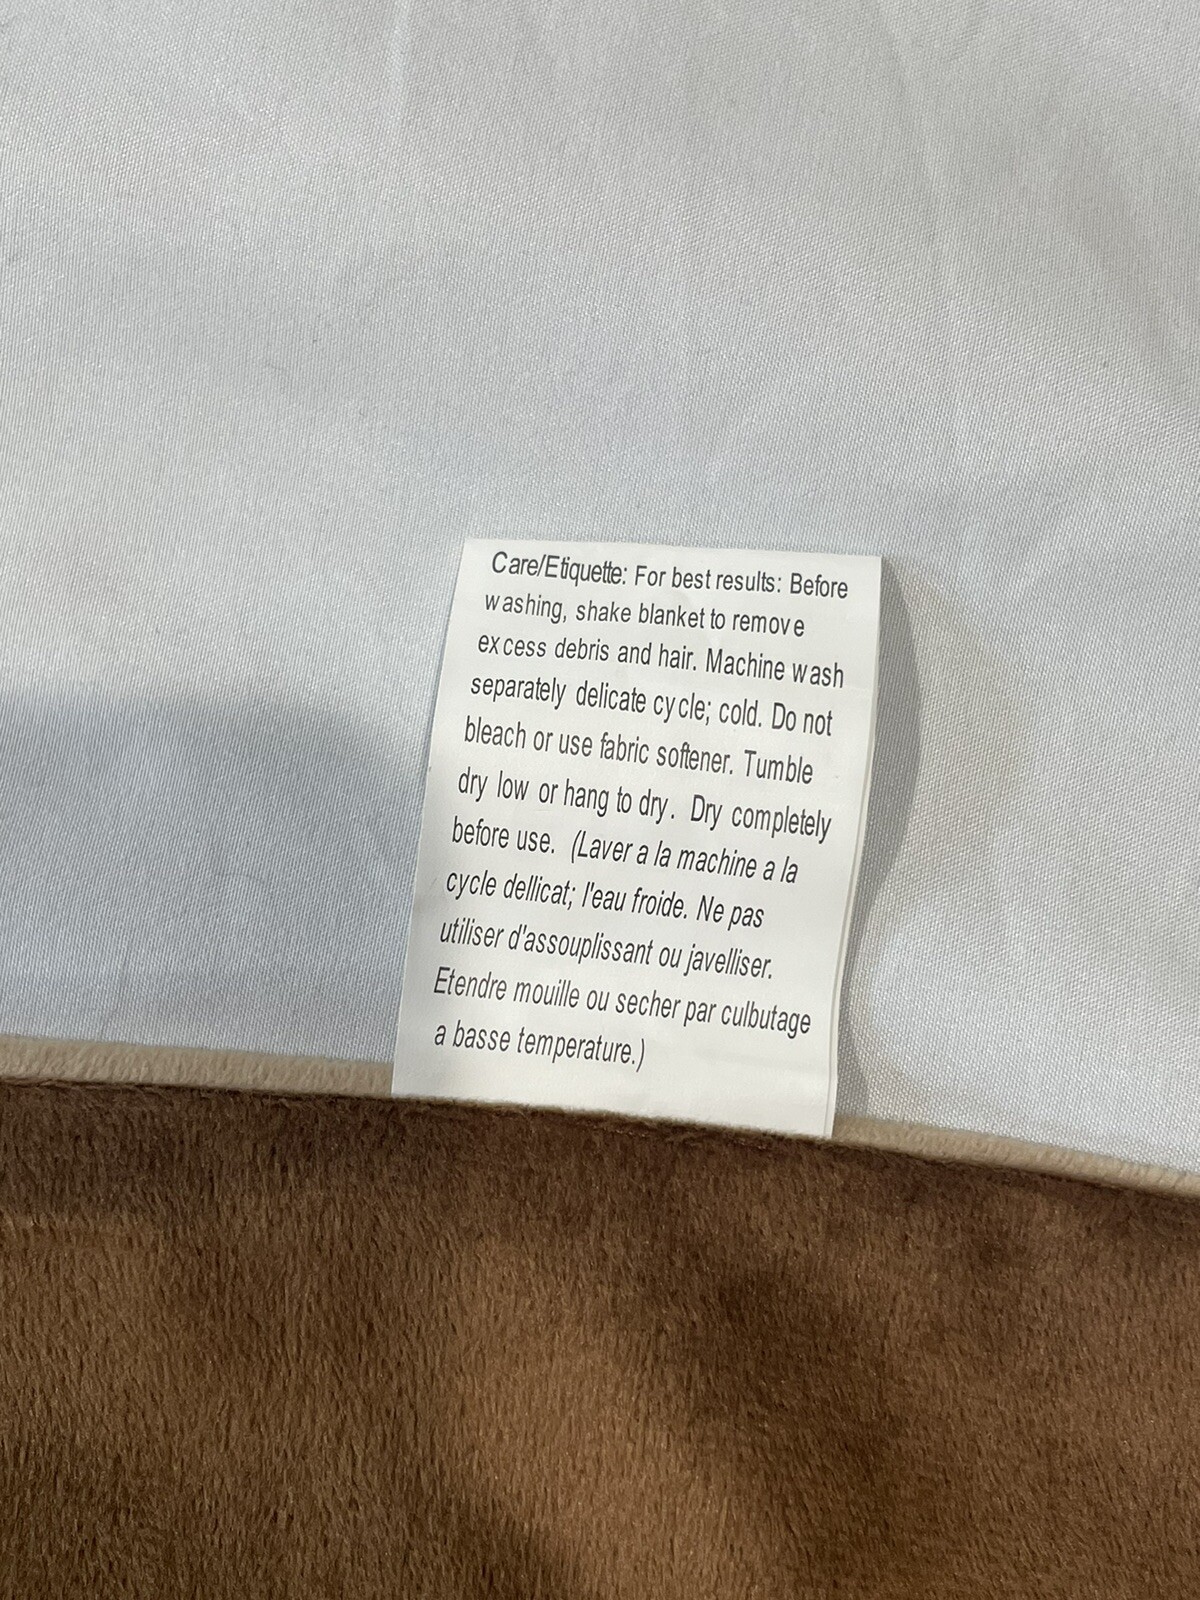 Care/Etiquette: For best results: Before
washing, shake blanket to remove
excess debris and hair. Machine wash
separately delicate cycle; cold. Do not
bleach or use fabric softener. Tumble
dry low or hang to dry. Dry completely
before use. (Laver a la machine a la
cycle dellicat; l'eau froide. Ne pas
utiliser d'assouplissant ou javelliser.
Etendre mouille ou secher par culbutage
a basse temperature.)